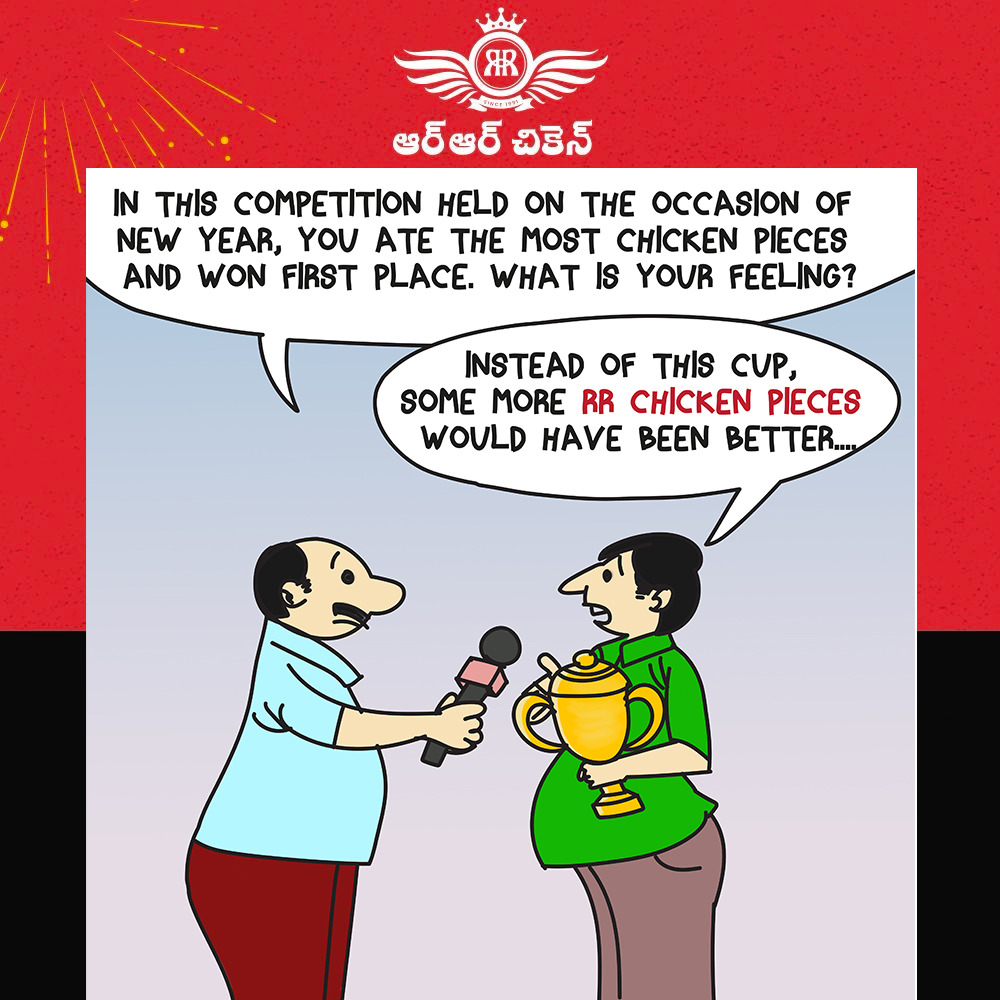 RR
SINCE 1991
ఆర్ఆర్ చికెన్
IN THIS COMPETITION HELD ON THE OCCASION OF
NEW YEAR, YOU ATE THE MOST CHICKEN PIECES
AND WON FIRST PLACE. WHAT IS YOUR FEELING?
INSTEAD OF THIS CUP,
SOME MORE RR CHICKEN PIECES
WOULD HAVE BEEN BETTER....